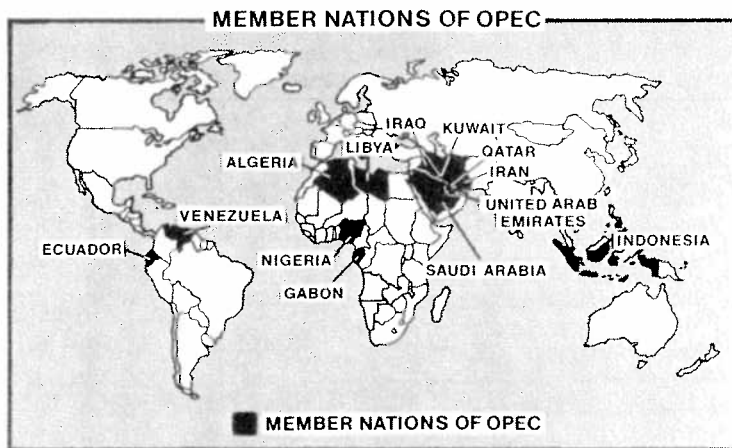 MEMBER NATIONS OF OPEC
IRAQ
KUWAIT
LIBYA
QATAR
ALGERIA
IRAN
UNITED ARAB
EMIRATES
VENEZUELA
ECUADOR
NIGERIA
INDONESIA
SAUDI ARABIA
GABON
MEMBER NATIONS OF OPEC